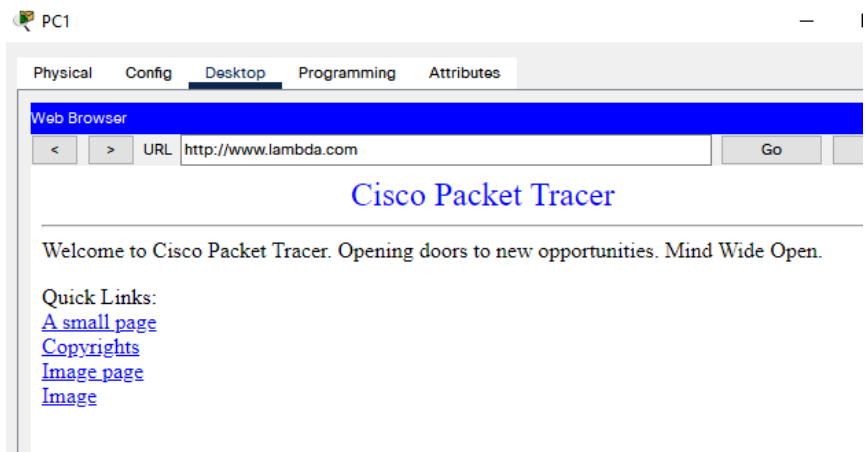 PC1
Physical Config Desktop Programming Attributes
Web Browser
< > URL http://www.lambda.com Go
Cisco Packet Tracer
Welcome to Cisco Packet Tracer. Opening doors to new opportunities. Mind Wide Open.
Quick Links:
A small page
Copyrights
Image page
Image